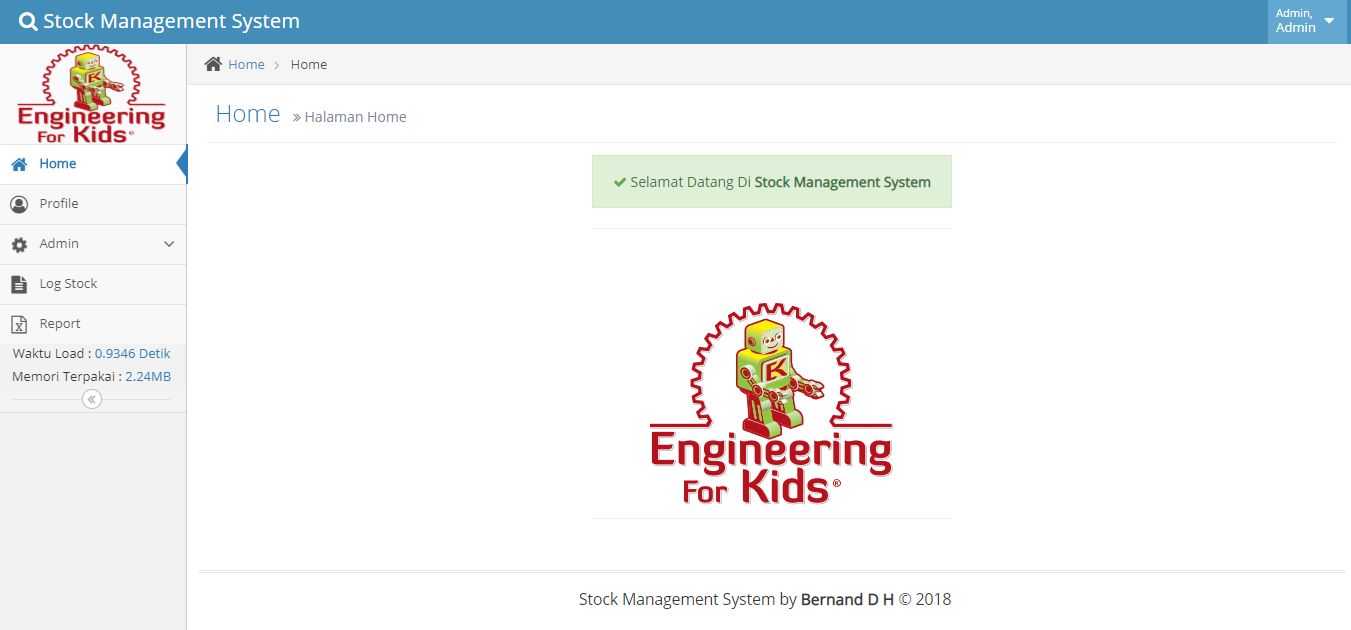 Stock Management System
Admin,
Admin
Engineering
For Kids®
Home
Profile
Admin
Log Stock
Report
Waktu Load : 0.9346 Detik
Memori Terpakai : 2.24MB
Home > Home
Home » Halaman Home
Selamat Datang Di Stock Management System
K
Engineering
For Kids®
Stock Management System by Bernand D H © 2018